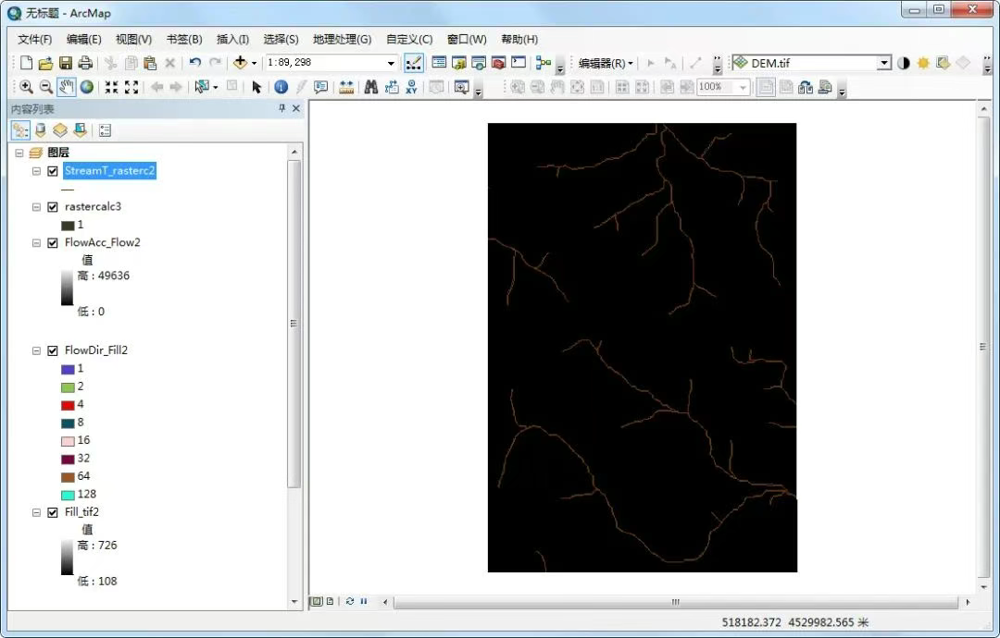 无标题 - ArcMap
文件(F) 编辑(E) 视图(V) 书签(B) 插入(I) 选择(S) 地理处理(G) 自定义(C) 窗口(W) 帮助(H)
1:89,298 编辑器(R) DEM.tif
100%
内容列表
图层
StreamT_rasterc2
rastercalc3
1
FlowAcc_Flow2
值
高 : 49636
低 : 0
FlowDir_Fill2
1
2
4
8
16
32
64
128
Fill_tif2
值
高 : 726
低 : 108
518182.372 4529982.565 米